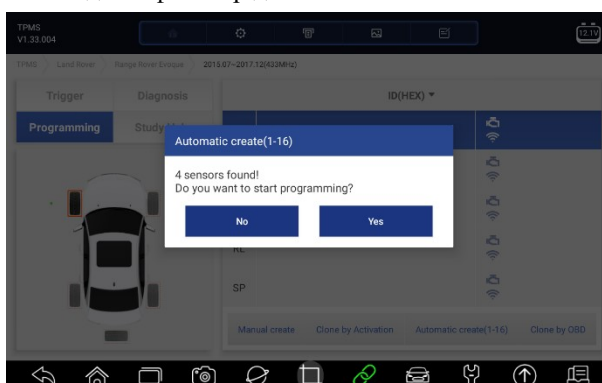 TPMS
V1.33.004
12.1V
TPMS
Land Rover
Range Rover Evoque
2015.07~2017.12(433MHz)
Trigger
Diagnosis
ID(HEX)
Programming
Study
Automatic create(1-16)
4 sensors found!
Do you want to start programming?
No
Yes
SP
Manual create
Clone by Activation
Automatic create(1-16)
Clone by OBD